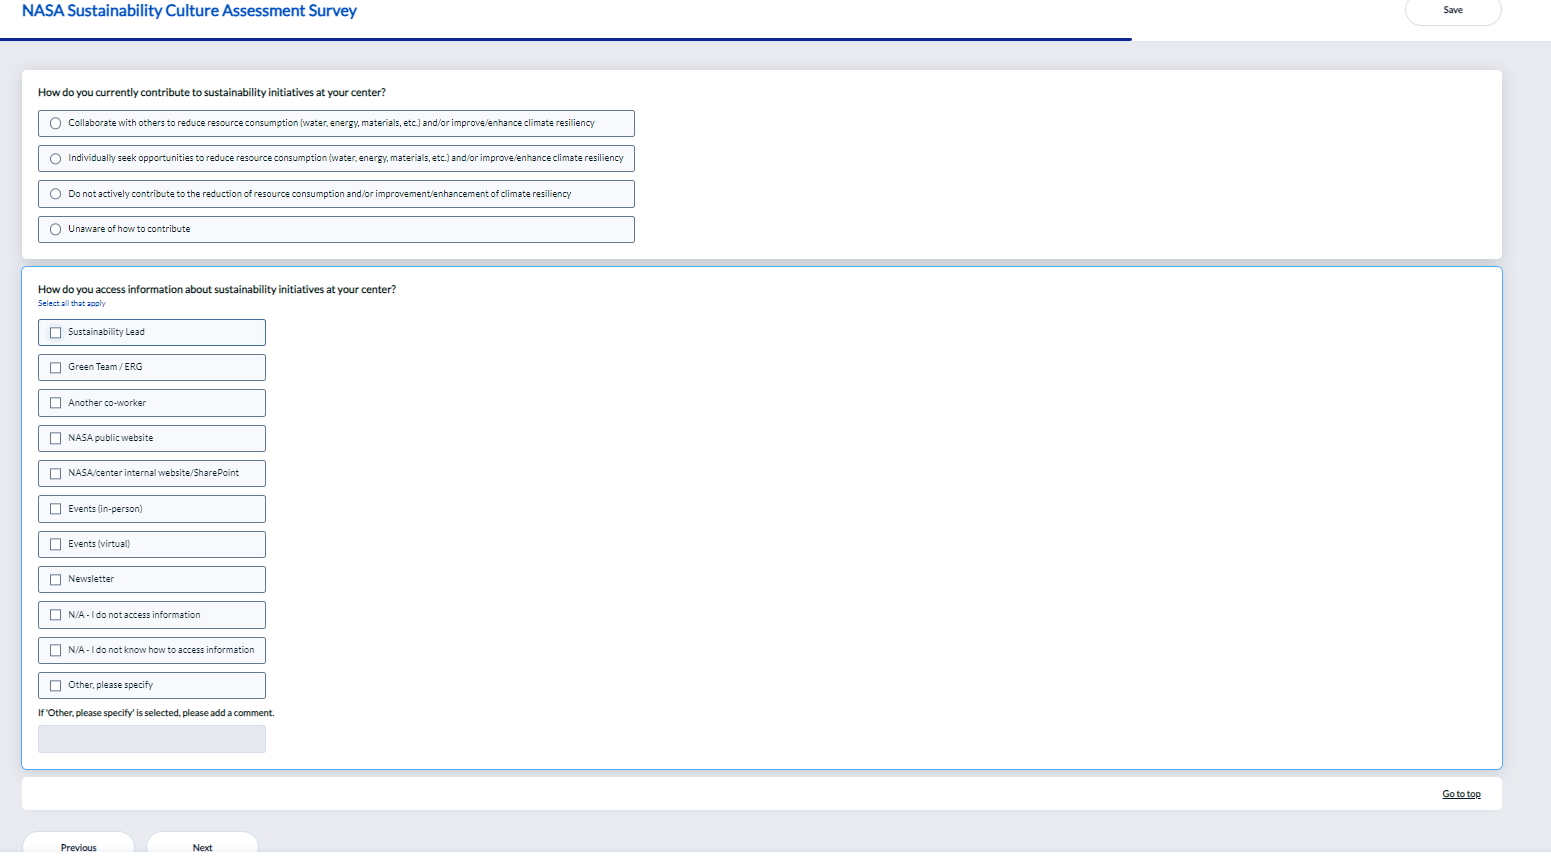 NASA Sustainability Culture Assessment Survey
Save
How do you currently contribute to sustainability initiatives at your center?
Collaborate with others to reduce resource consumption (water, energy, materials, etc.) and/or improve/enhance climate resiliency
Individually seek opportunities to reduce resource consumption (water, energy, materials, etc.) and/or improve/enhance climate resiliency
Do not actively contribute to the reduction of resource consumption and/or improvement/enhancement of climate resiliency
Unaware of how to contribute
How do you access information about sustainability initiatives at your center?
Select all that apply
Sustainability Lead
Green Team / ERG
Another co-worker
NASA public website
NASA/center internal website/SharePoint
Events (in-person)
Events (virtual)
Newsletter
N/A - I do not access information
N/A - I do not know how to access information
Other, please specify
If 'Other, please specify' is selected, please add a comment.
Go to top
Previous
Next